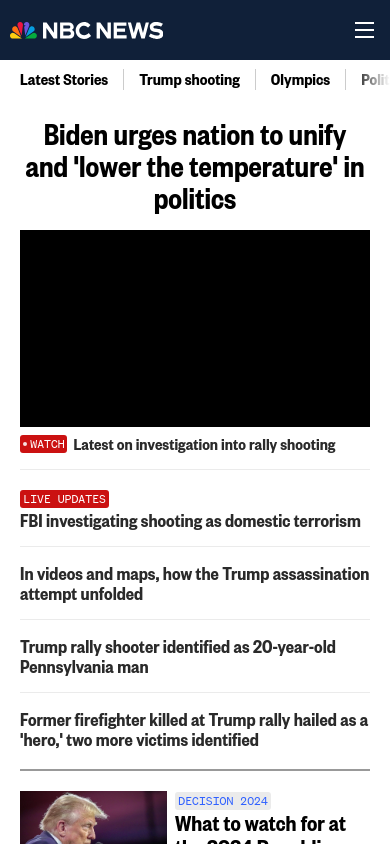 NBC NEWS
Latest Stories
Trump shooting
Olympics
Biden urges nation to unify
and 'lower the temperature' in
politics
WATCH Latest on investigation into rally shooting
LIVE UPDATES
FBI investigating shooting as domestic terrorism
In videos and maps, how the Trump assassination
attempt unfolded
Trump rally shooter identified as 20-year-old
Pennsylvania man
Former firefighter killed at Trump rally hailed as a
'hero,' two more victims identified
DECISION 2024
What to watch for at
the 2024